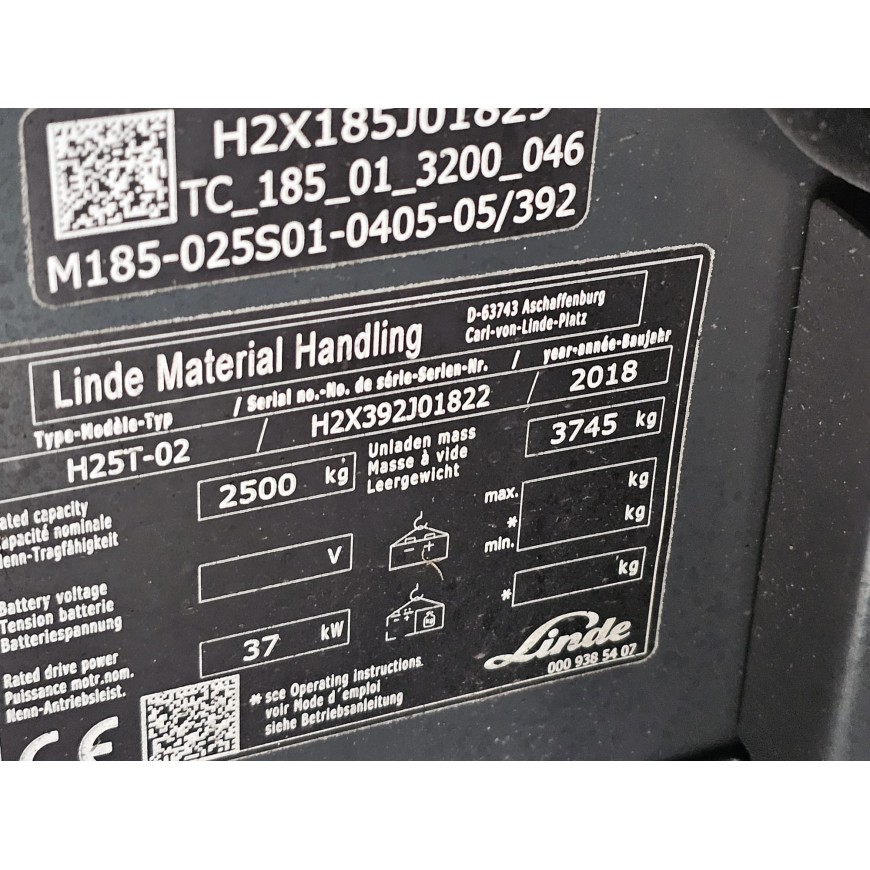 H2X185J01829
TC_185_01_3200_046
M185-025S01-0405-05/392
Linde Material Handling
D-63743 Aschaffenburg
Carl-von-Linde-Platz
Type-Modèle-Typ / Serial no.-No. de série-Serien-Nr. / year-année-Baujahr
H25T-02 / H2X392J01822 / 2018
ated capacity
apacité nominale
enn-Tragfähigkeit
2500 kg
Unladen mass
Masse à vide
Leergewicht
3745 kg
Battery voltage
Tension batterie
Batteriespannung
V
max. kg
* kg
min.
Rated drive power
Puissance motr.nom.
Nenn-Antriebsleist.
37 kW
* kg
* see Operating instructions
voir Mode d'emploi
siehe Betriebsanleitung
Linde
000 938 54 07
CE